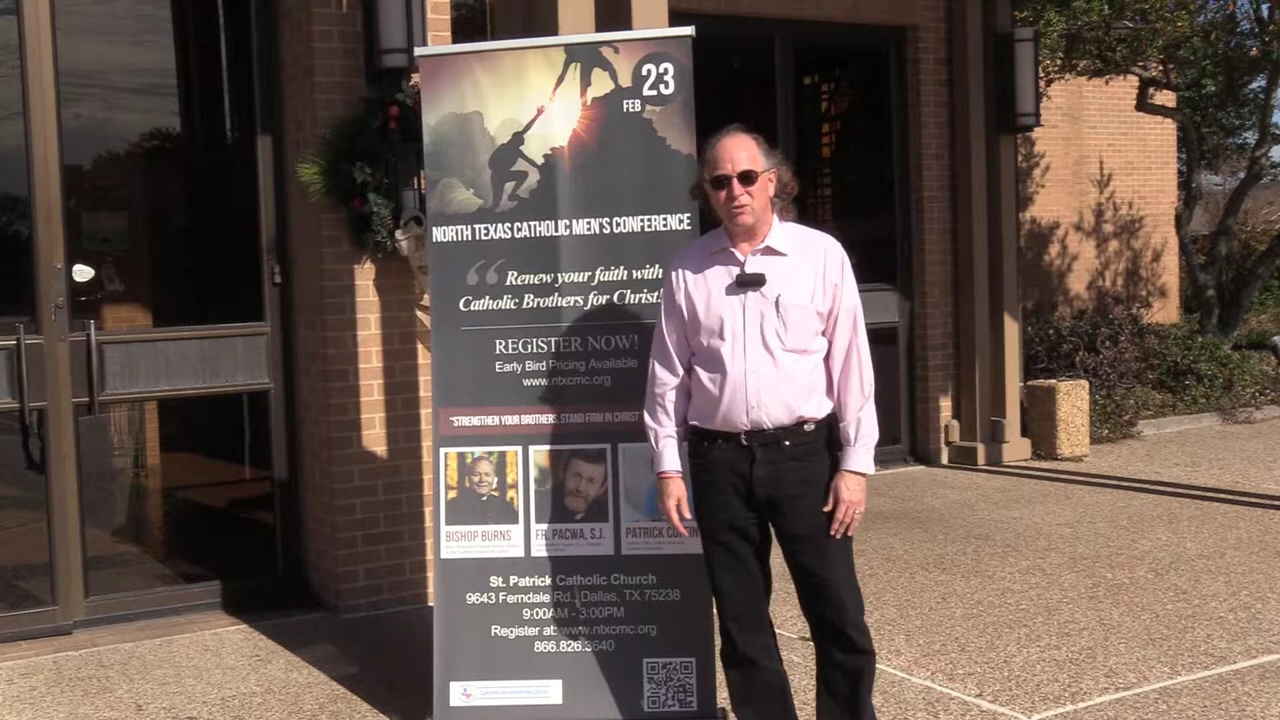 23
FEB
NORTH TEXAS CATHOLIC MEN'S CONFERENCE
“ Renew your faith with
Catholic Brothers for Christ!
REGISTER NOW!
Early Bird Pricing Available
www.ntxcmc.org
"STRENGTHEN YOUR BROTHERS, STAND FIRM IN CHRIST"
BISHOP BURNS
FR. PACWA, S.J.
PATRICK COFFIN
St. Patrick Catholic Church
9643 Ferndale Rd., Dallas, TX 75238
9:00AM - 3:00PM
Register at: www.ntxcmc.org
866.826.3640